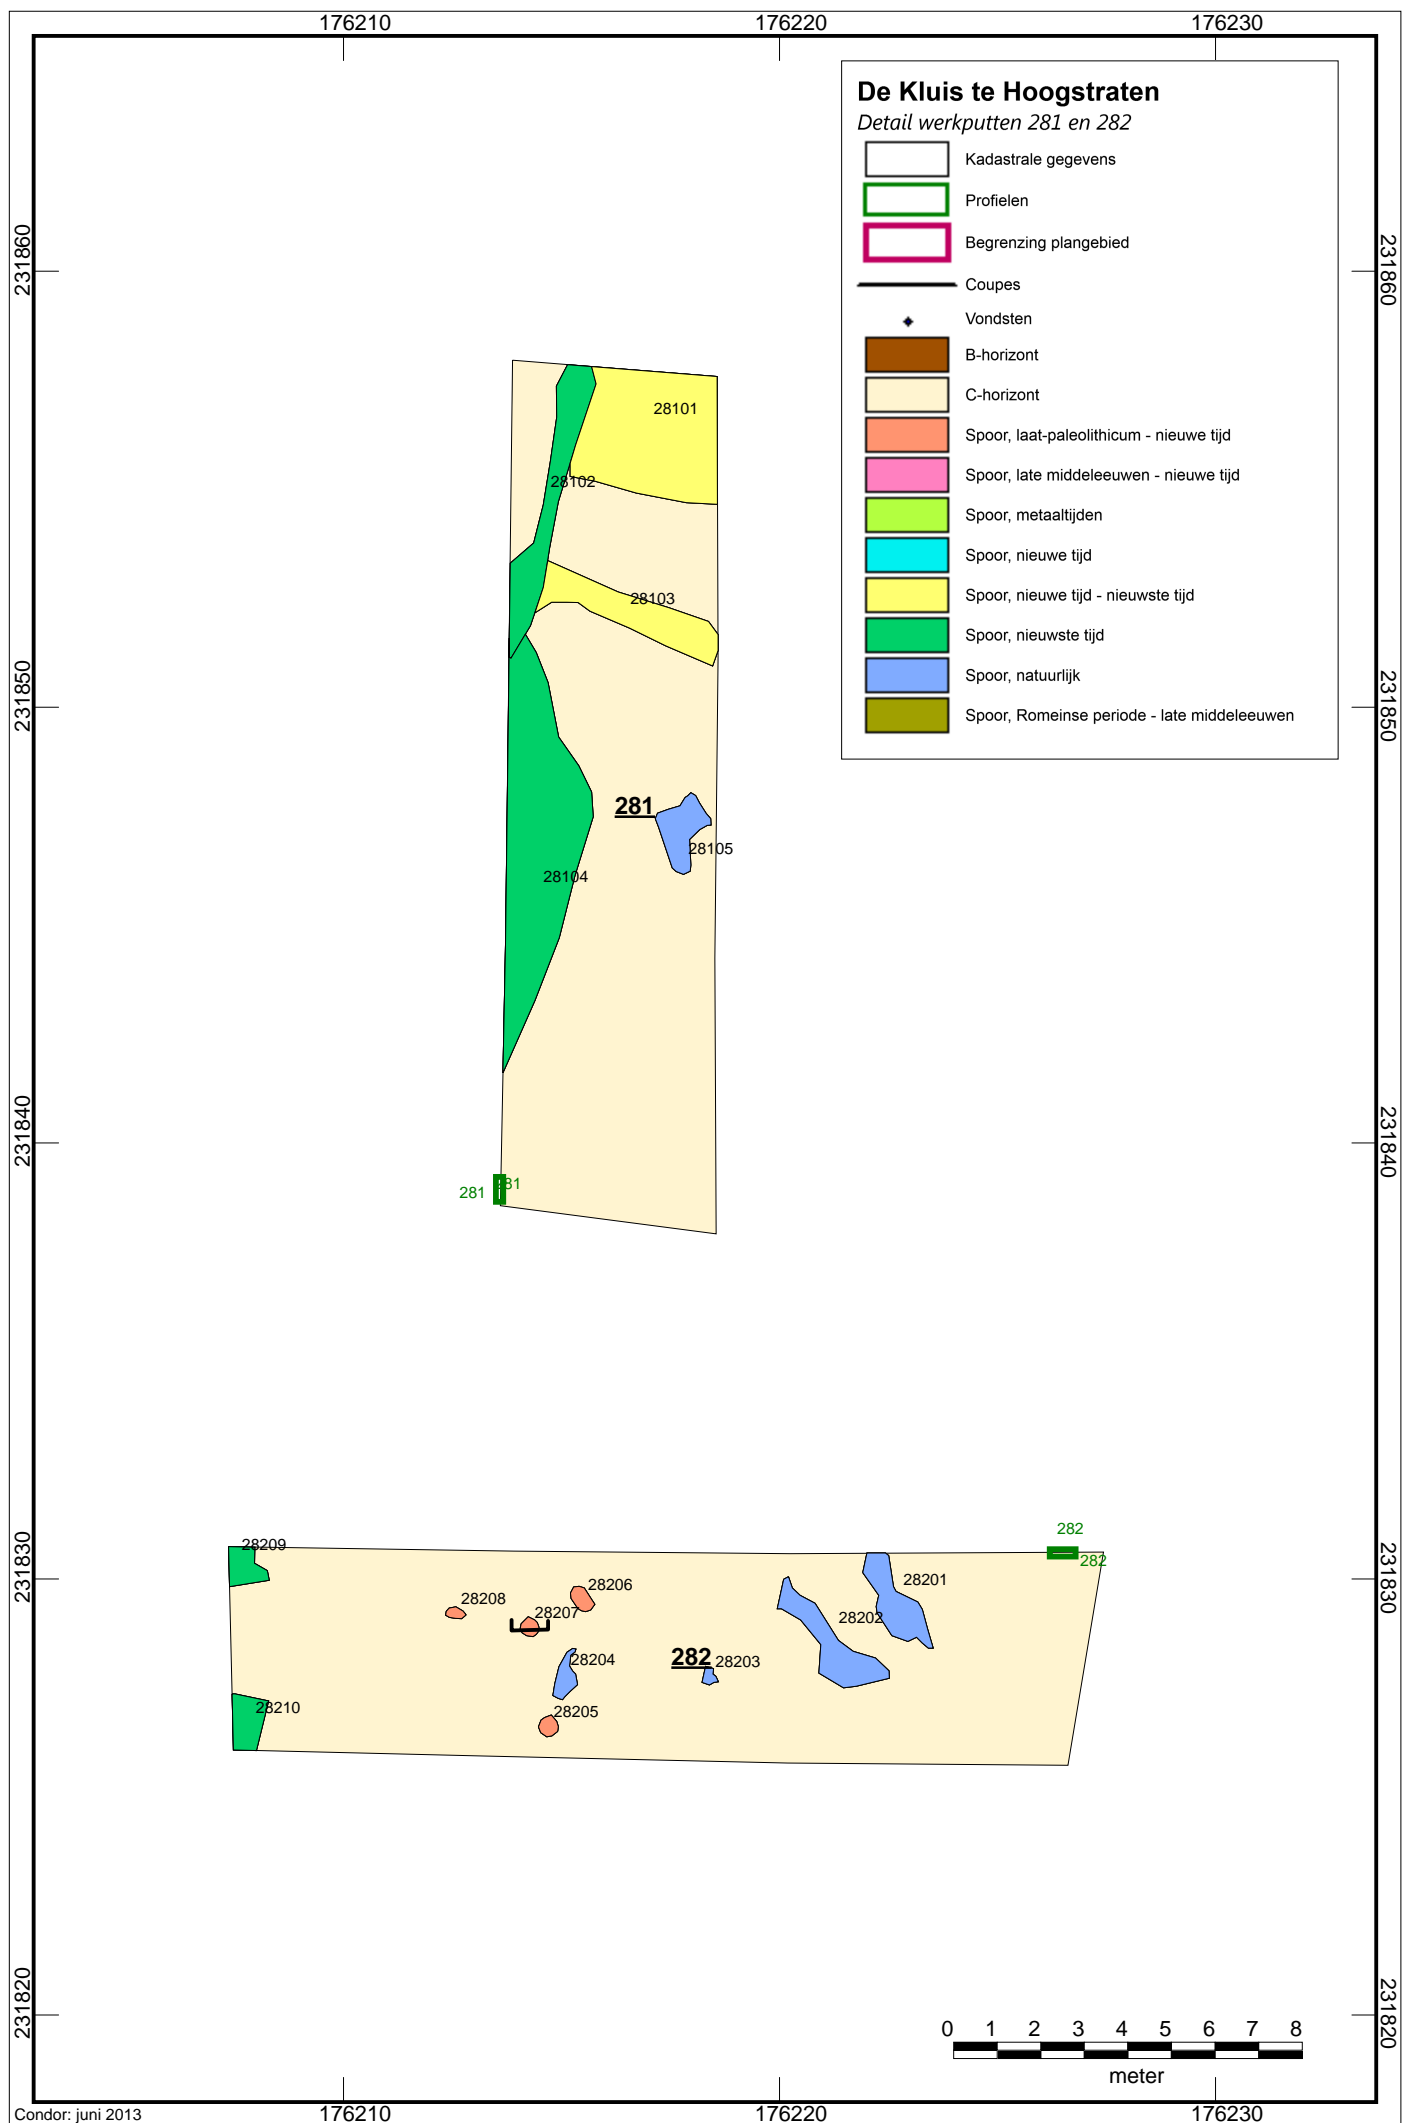 176210 176220 176230
De Kluis te Hoogstraten
Detail werkputten 281 en 282
Kadastrale gegevens
Profielen
Begrenzing plangebied
Coupes
Vondsten
B-horizont
C-horizont
Spoor, laat-paleolithicum - nieuwe tijd
Spoor, late middeleeuwen - nieuwe tijd
Spoor, metaaltijden
Spoor, nieuwe tijd
Spoor, nieuwe tijd - nieuwste tijd
Spoor, nieuwste tijd
Spoor, natuurlijk
Spoor, Romeinse periode - late middeleeuwen
231860 231860
28101
28102
28103
231850 231850
281
28105
28104
231840 231840
281 281
282
28209
282
231830 231830
28201
28206
28208
28207
28202
28204
282 28203
28210
28205
231820 231820
0 1 2 3 4 5 6 7 8
meter
Condor: juni 2013
176210 176220 176230